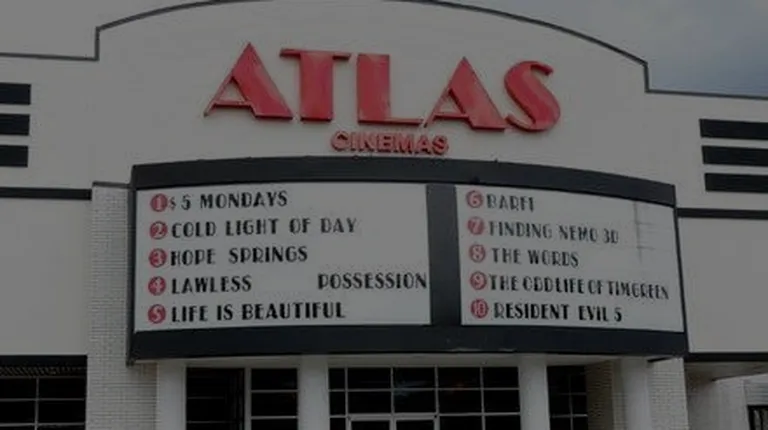 ATLAS
CINEMAS
1 $5 MONDAYS
2 COLD LIGHT OF DAY
3 HOPE SPRINGS
4 LAWLESS POSSESSION
5 LIFE IS BEAUTIFUL
6 BARFI
7 FINDING NEMO 3D
8 THE WORDS
9 THE ODD LIFE OF TIM GREEN
10 RESIDENT EVIL 5